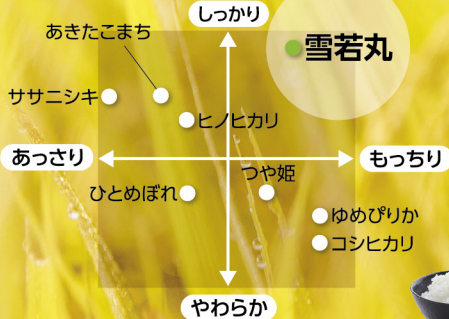 しっかり
あきたこまち
雪若丸
ササニシキ
ヒノヒカリ
あっさり
もっちり
つや姫
ひとめぼれ
ゆめぴりか
コシヒカリ
やわらか